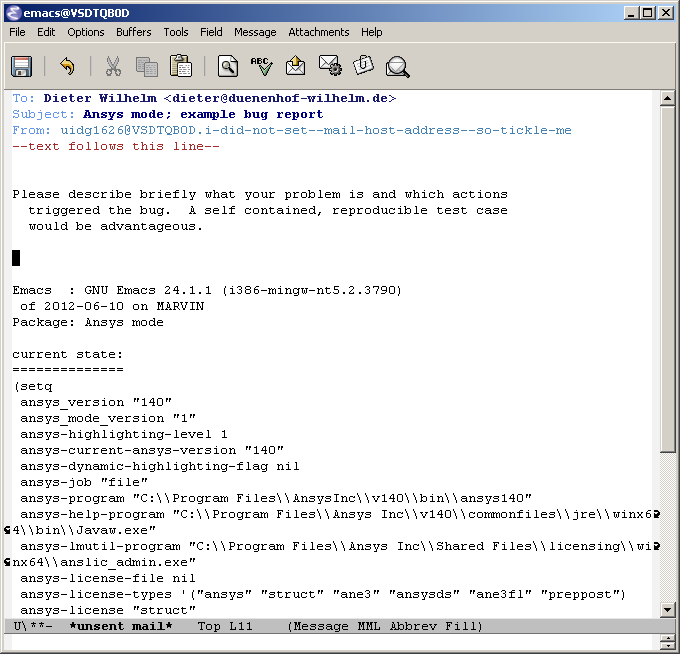 emacs@VSDTQBOD
File Edit Options Buffers Tools Field Message Attachments Help
ABC
To: Dieter Wilhelm <dieter@duenenhof-wilhelm.de>
Subject: Ansys mode; example bug report
From: uidg1626@VSDTQBOD.i-did-not-set--mail-host-address--so-tickle-me
--text follows this line--
Please describe briefly what your problem is and which actions
triggered the bug.  A self contained, reproducible test case
would be advantageous.
Emacs  : GNU Emacs 24.1.1 (i386-mingw-nt5.2.3790)
of 2012-06-10 on MARVIN
Package: Ansys mode
current state:
==============
(setq
ansys_version "140"
ansys_mode_version "1"
ansys-highlighting-level 1
ansys-current-ansys-version "140"
ansys-dynamic-highlighting-flag nil
ansys-job "file"
ansys-program "C:\\Program Files\\AnsysInc\\v140\\bin\\ansys140"
ansys-help-program "C:\\Program Files\\Ansys Inc\\v140\\commonfiles\\jre\\winx6
4\\bin\\Javaw.exe"
ansys-lmutil-program "C:\\Program Files\\Ansys Inc\\Shared Files\\licensing\\wi
nx64\\anslic_admin.exe"
ansys-license-file nil
ansys-license-types '("ansys" "struct" "ane3" "ansysds" "ane3fl" "preppost")
ansys-license "struct"
U\**-  *unsent mail*   Top L11    (Message MML Abbrev Fill)